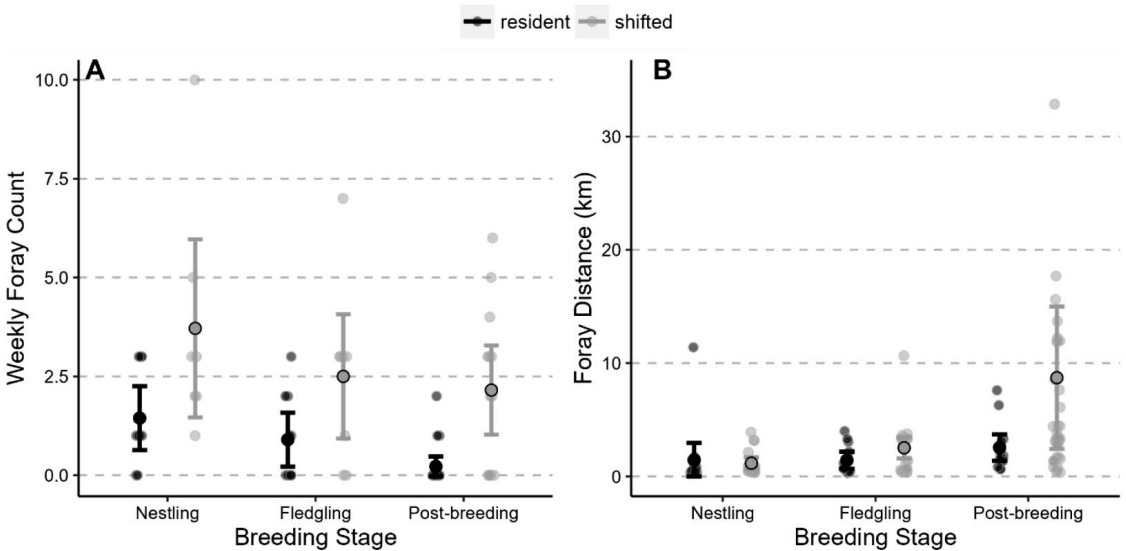 resident shifted
A
10.0
7.5
5.0
2.5
0.0
Weekly Foray Count
Nestling Fledgling Post-breeding
Breeding Stage
B
30
20
10
0
Foray Distance (km)
Nestling Fledgling Post-breeding
Breeding Stage